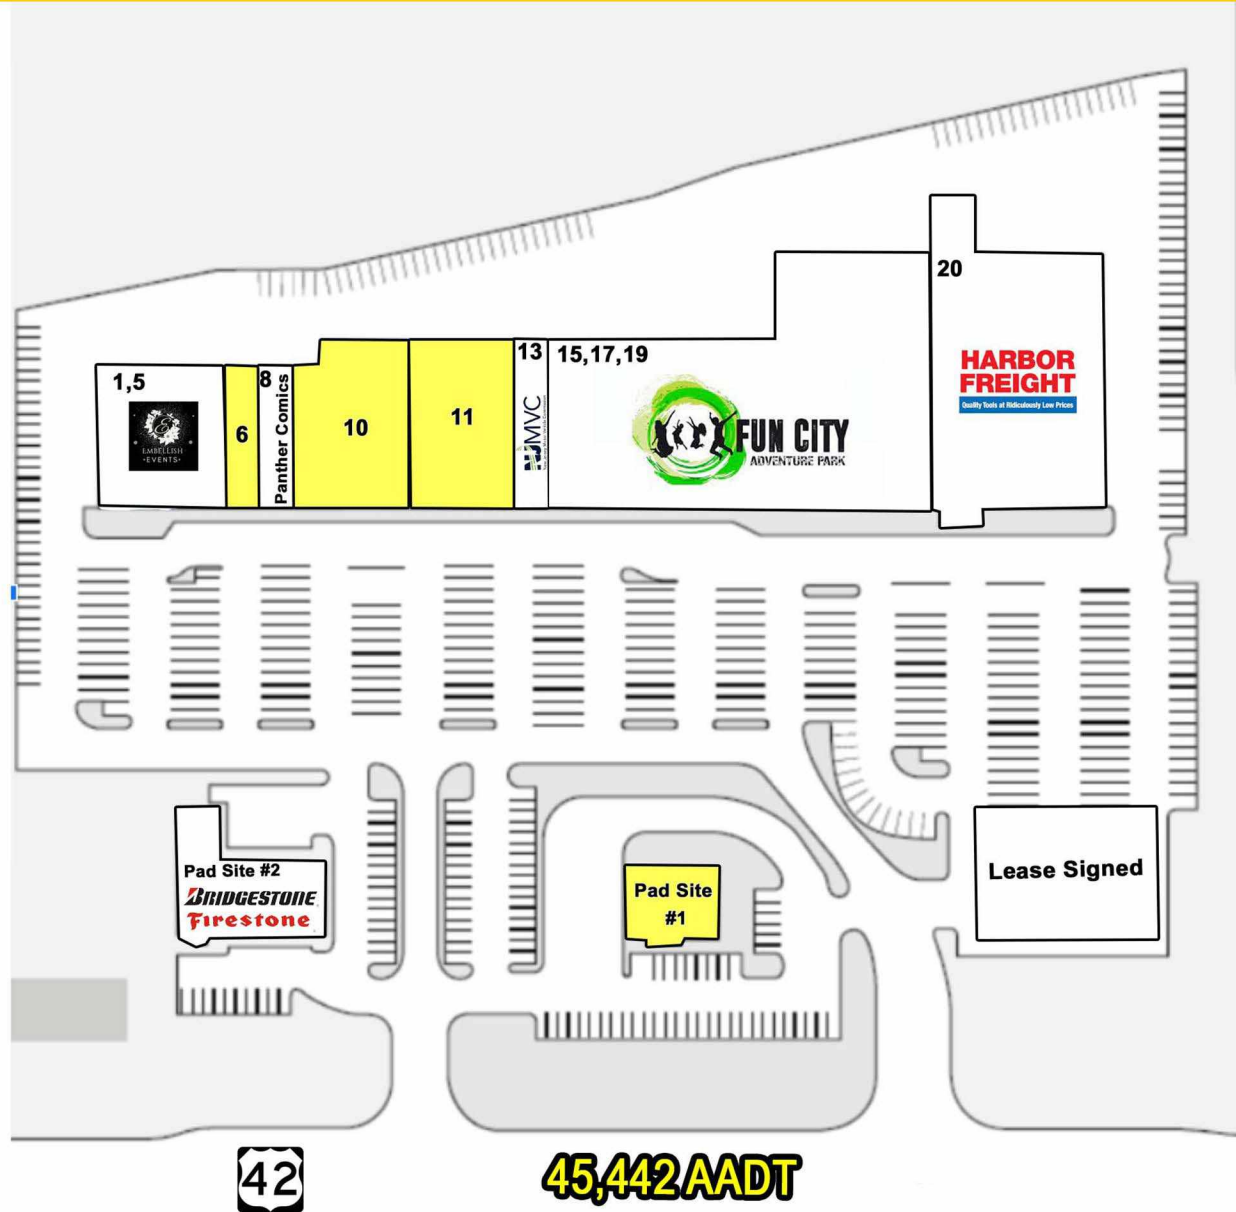 20
HARBOR
FREIGHT
Quality Tools at Ridiculously Low Prices
13
15,17,19
1,5
8
Panther Comics
NJMVC
EMBELLISH
•EVENTS•
6
10
11
FUN CITY
ADVENTURE PARK
Pad Site #2
BRIDGESTONE
Firestone
Pad Site
#1
Lease Signed
42
45,442 AADT